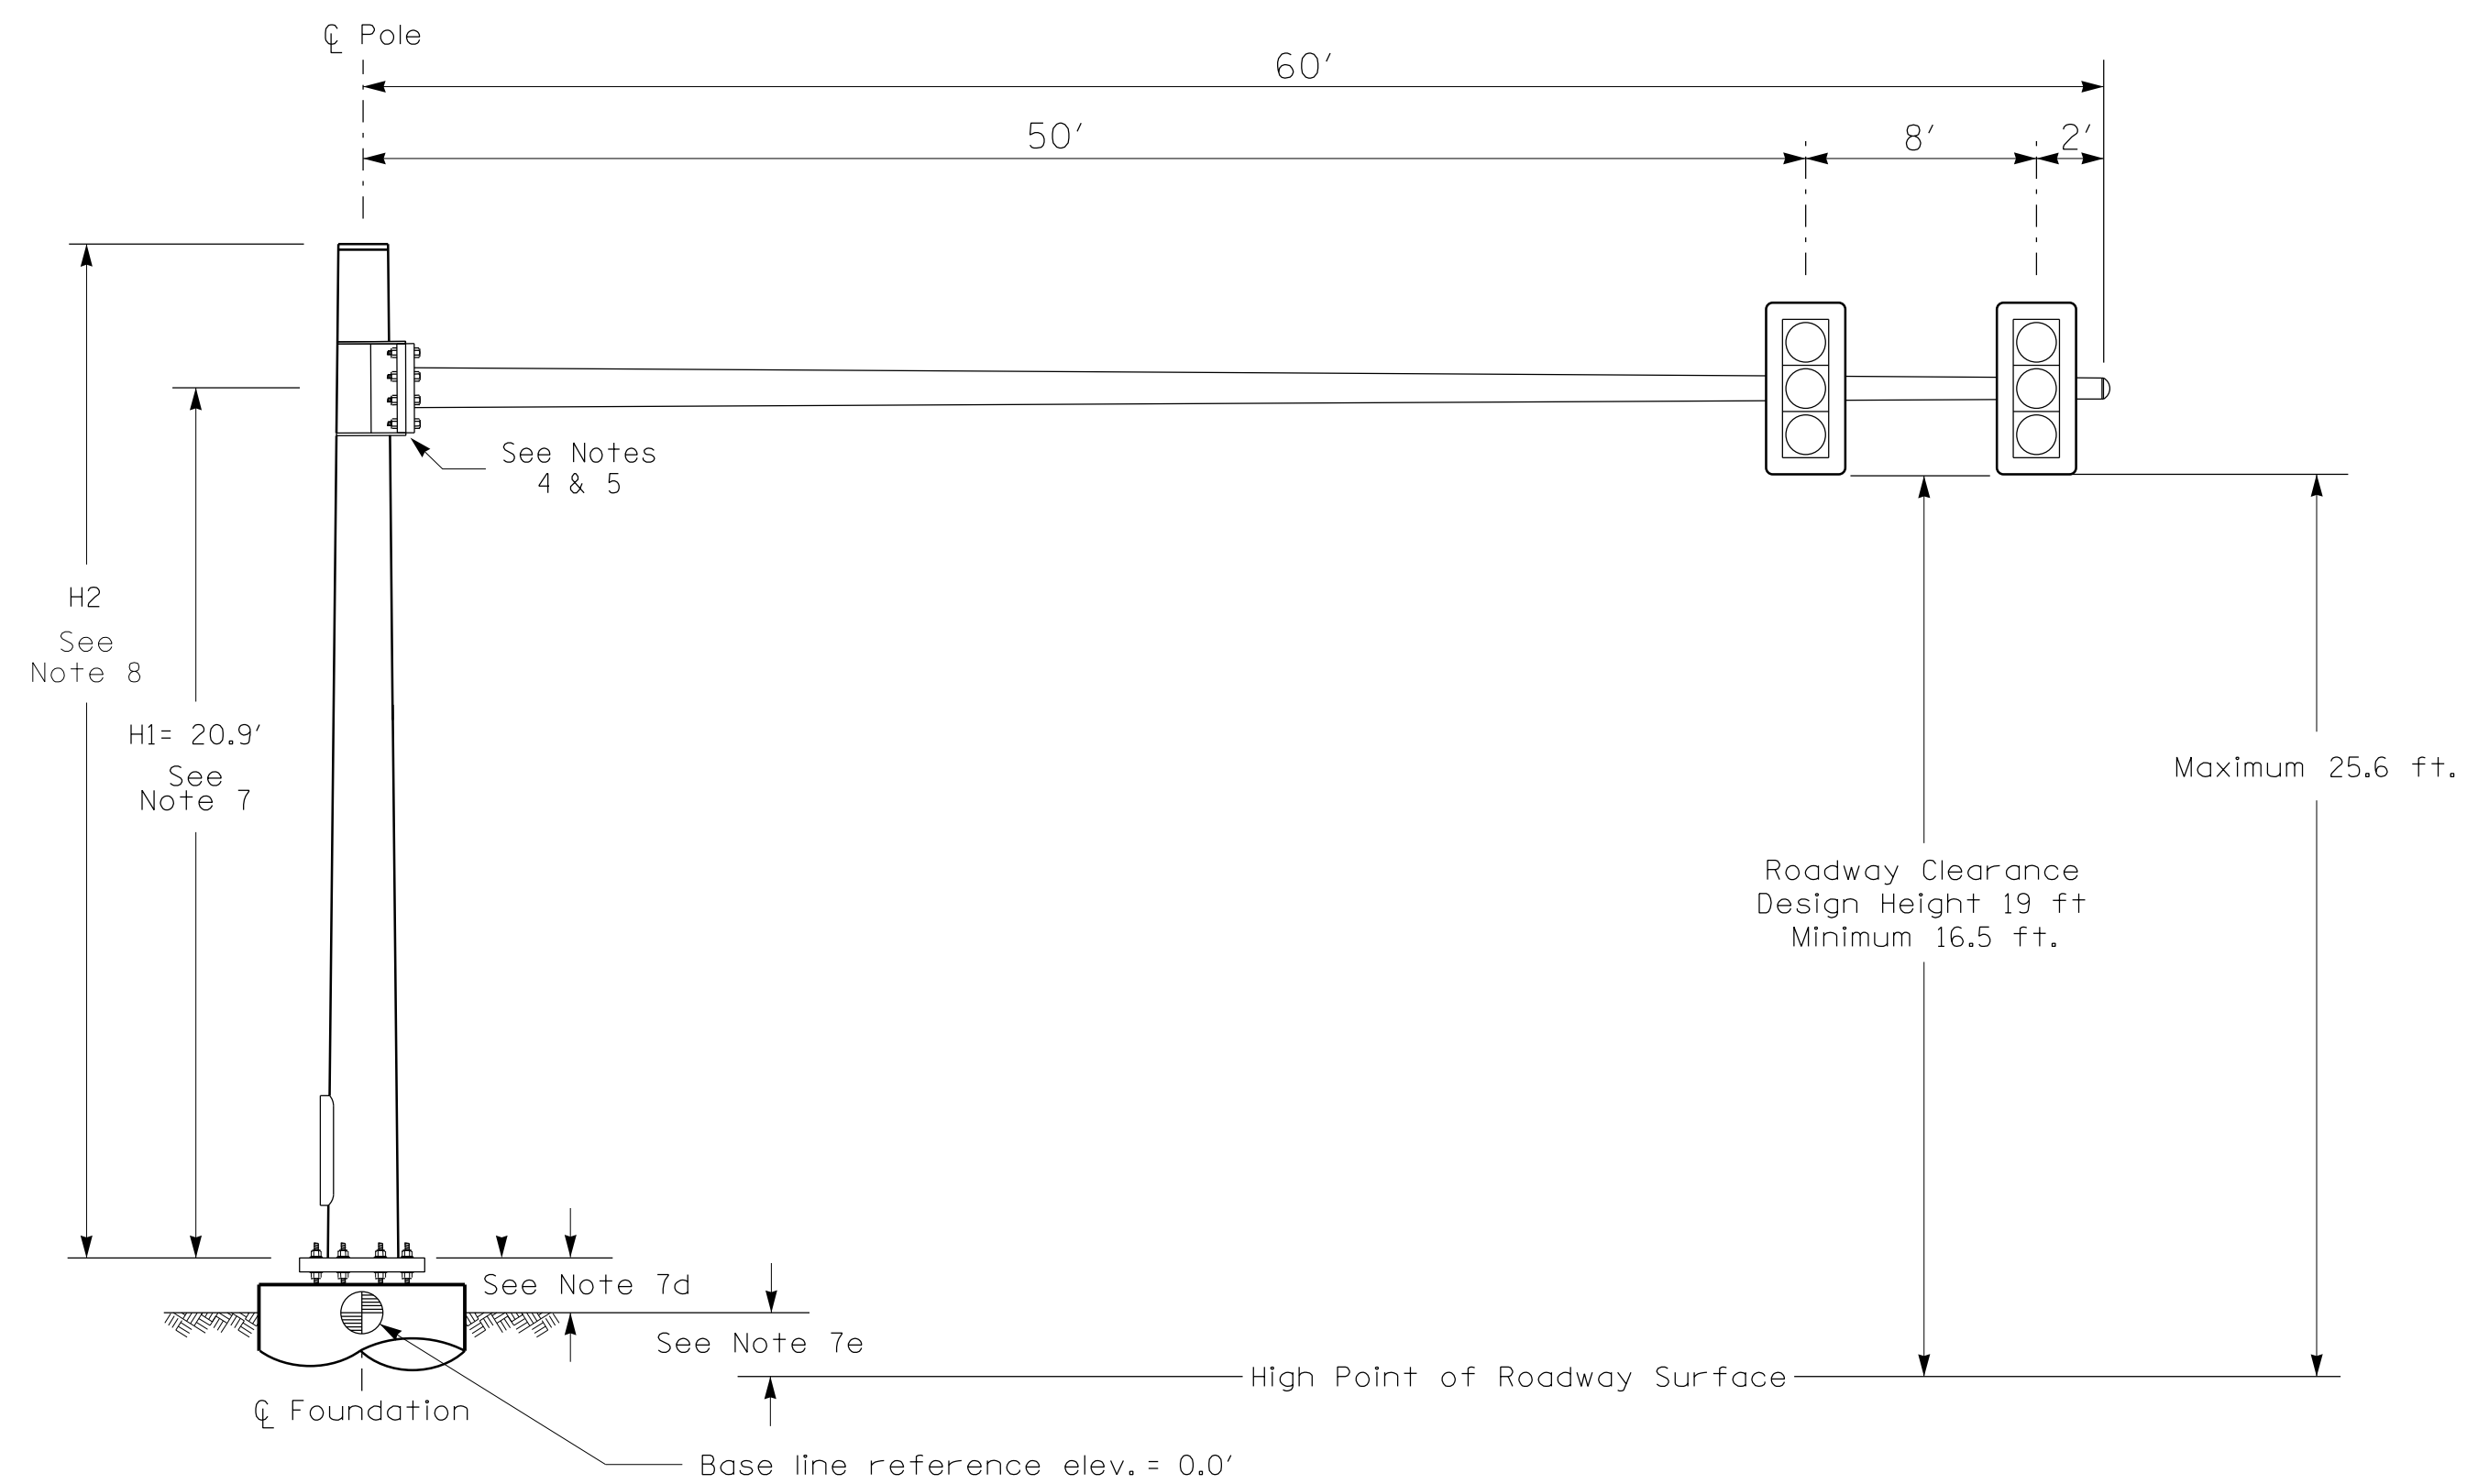 ℄ Pole
60'
50'
8'
2'
See Notes
4 & 5
H2
See
Note 8
H1= 20.9'
See
Note 7
Maximum 25.6 ft.
Roadway Clearance
Design Height 19 ft
Minimum 16.5 ft.
See Note 7d
See Note 7e
High Point of Roadway Surface
℄ Foundation
Base line reference elev. = 0.0'